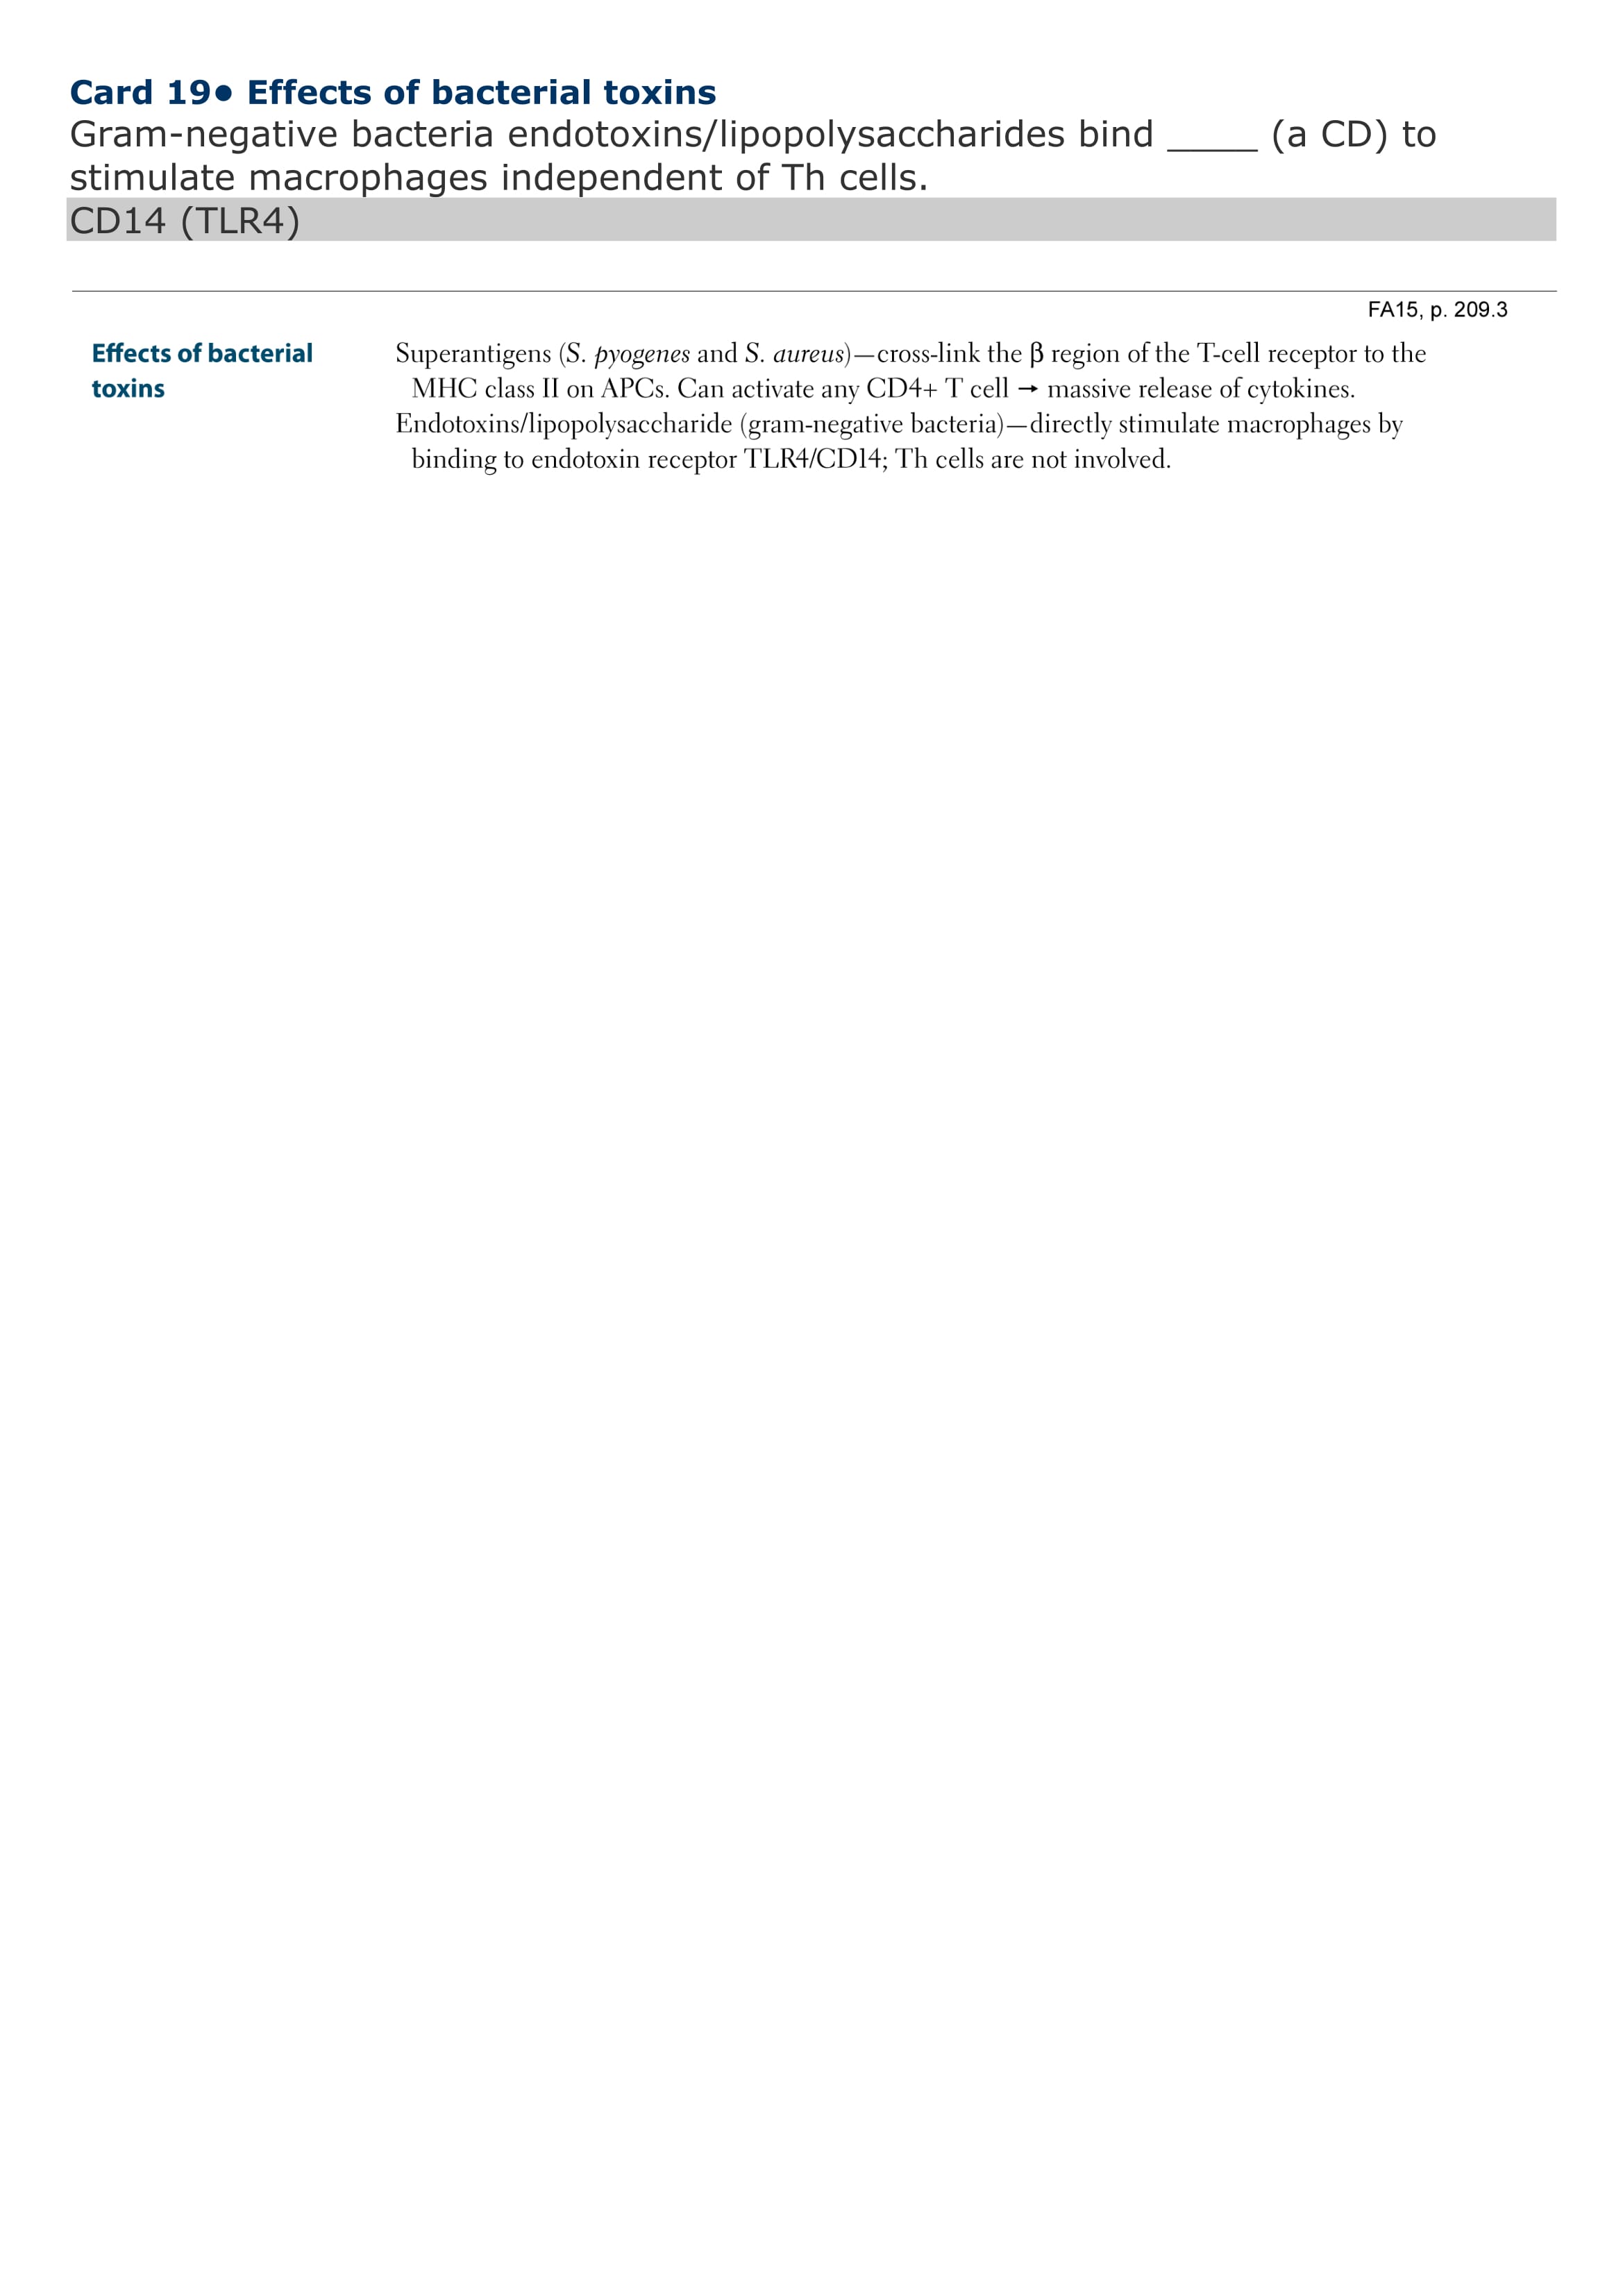 Card 19• Effects of bacterial toxins
Gram-negative bacteria endotoxins/lipopolysaccharides bind _____ (a CD) to
stimulate macrophages independent of Th cells.
CD14 (TLR4)
FA15, p. 209.3
Effects of bacterial
toxins
Superantigens (S. pyogenes and S. aureus)—cross-link the β region of the T-cell receptor to the
MHC class II on APCs. Can activate any CD4+ T cell → massive release of cytokines.
Endotoxins/lipopolysaccharide (gram-negative bacteria)—directly stimulate macrophages by
binding to endotoxin receptor TLR4/CD14; Th cells are not involved.